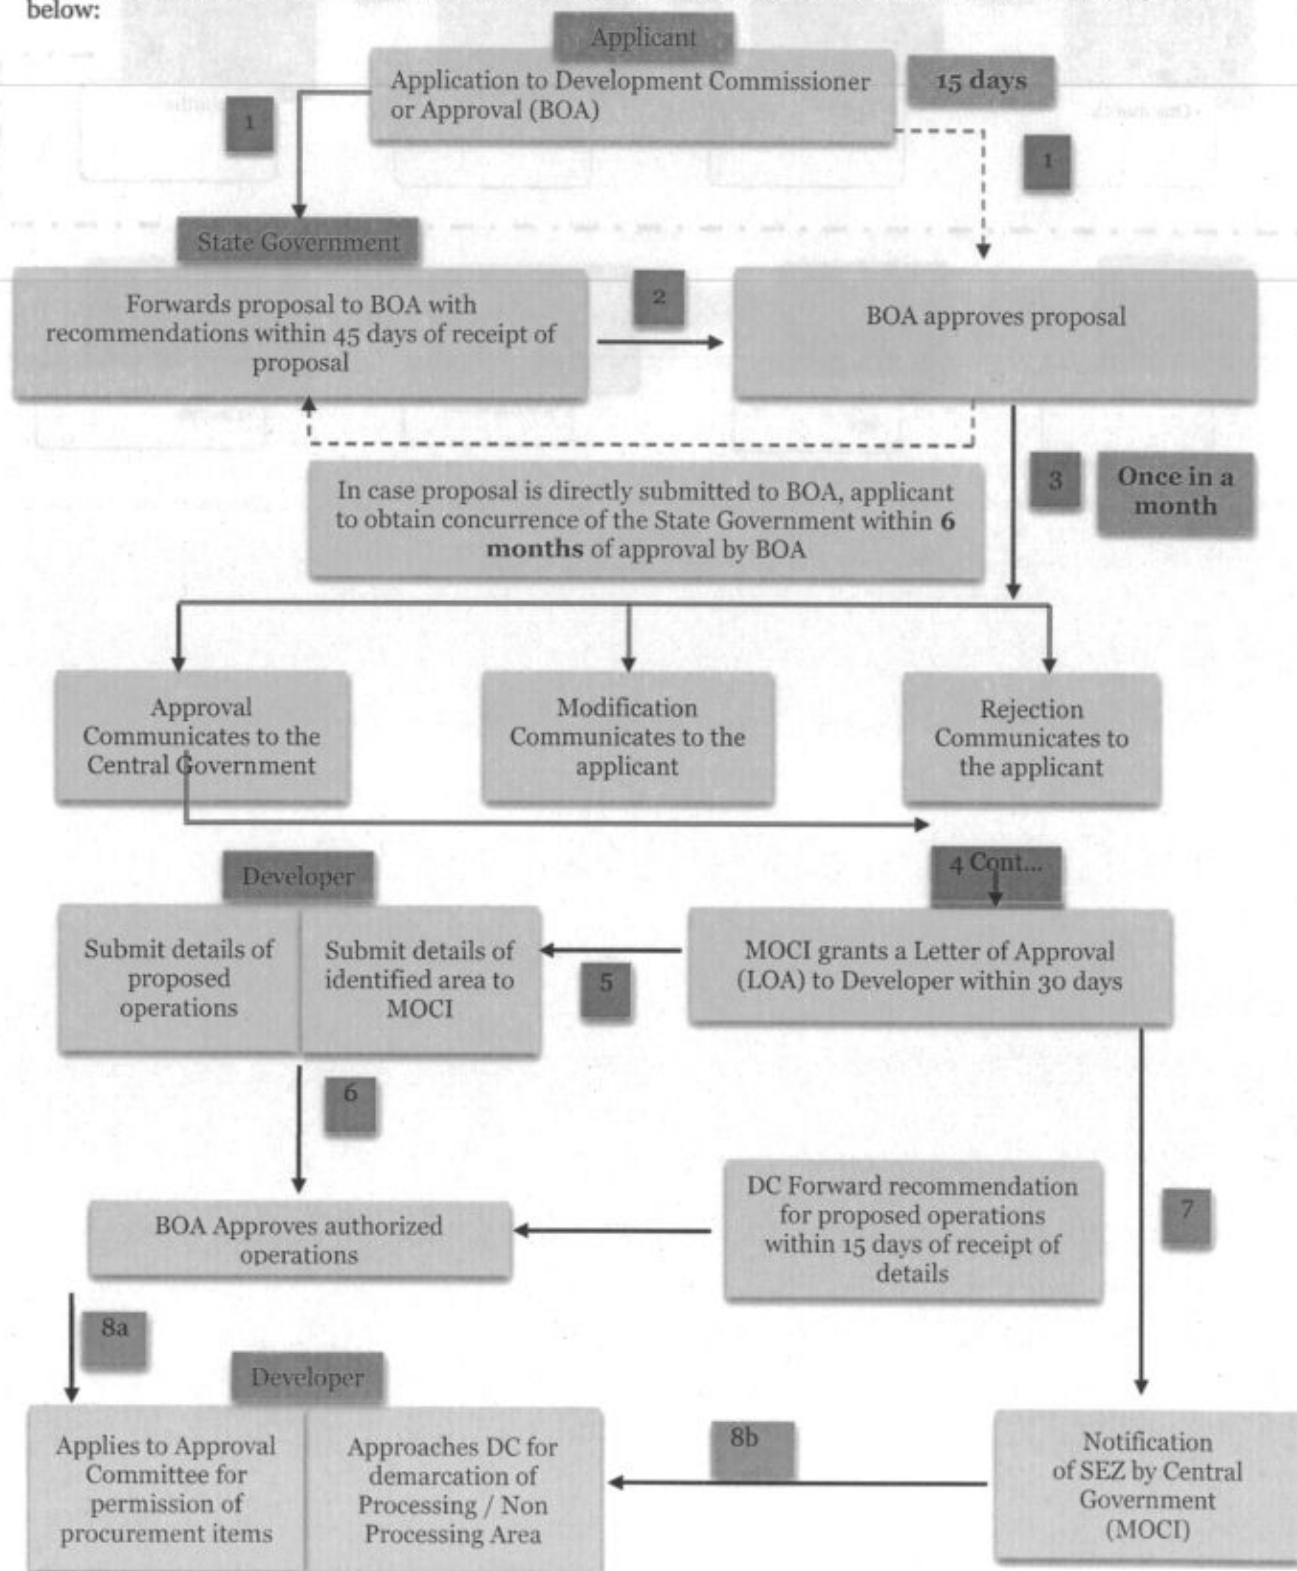 below:
Applicant
Application to Development Commissioner
or Approval (BOA)
15 days
1
1
State Government
Forwards proposal to BOA with
recommendations within 45 days of receipt of
proposal
2
BOA approves proposal
In case proposal is directly submitted to BOA, applicant
to obtain concurrence of the State Government within 6
months of approval by BOA
3
Once in a
month
Approval
Communicates to the
Central Government
Modification
Communicates to the
applicant
Rejection
Communicates to
the applicant
4 Cont...
Developer
Submit details of
proposed
operations
Submit details of
identified area to
MOCI
5
MOCI grants a Letter of Approval
(LOA) to Developer within 30 days
6
BOA Approves authorized
operations
DC Forward recommendation
for proposed operations
within 15 days of receipt of
details
7
8a
Developer
Applies to Approval
Committee for
permission of
procurement items
Approaches DC for
demarcation of
Processing / Non
Processing Area
8b
Notification
of SEZ by Central
Government
(MOCI)